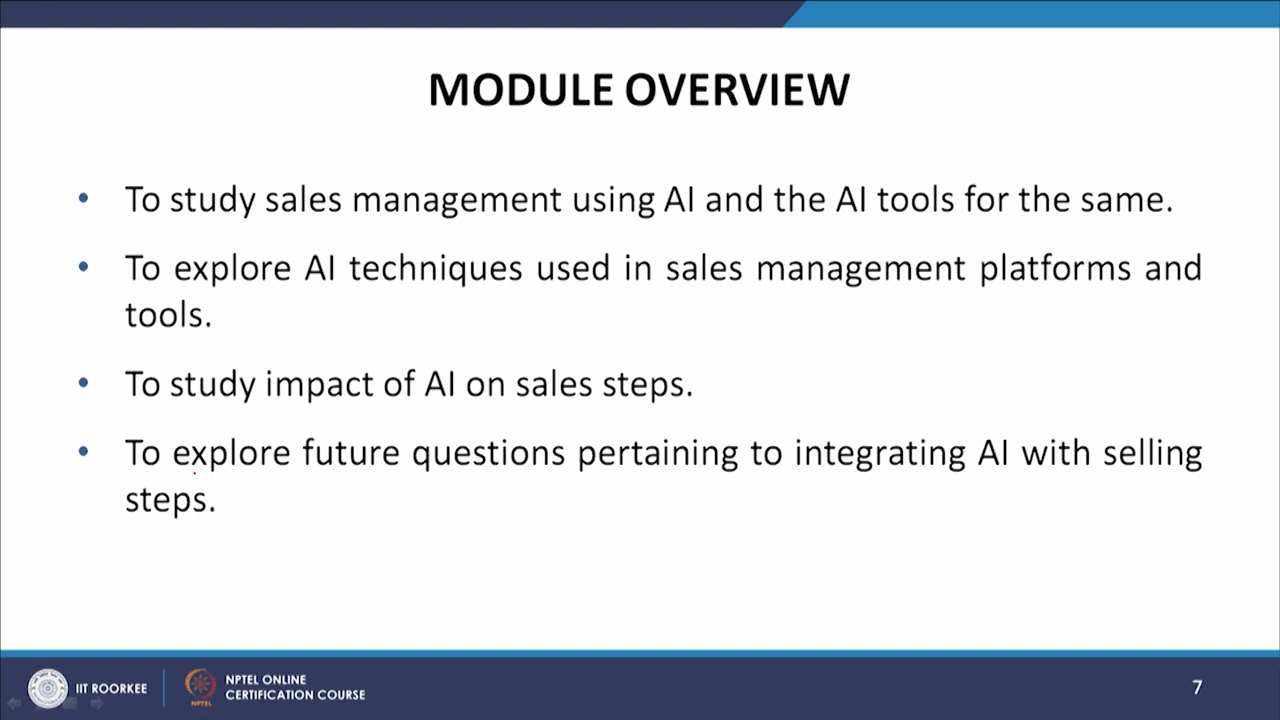 MODULE OVERVIEW
• To study sales management using AI and the AI tools for the same.
• To explore AI techniques used in sales management platforms and
tools.
• To study impact of AI on sales steps.
• To explore future questions pertaining to integrating AI with selling
steps.
IIT ROORKEE
NPTEL
NPTEL ONLINE
CERTIFICATION COURSE
7